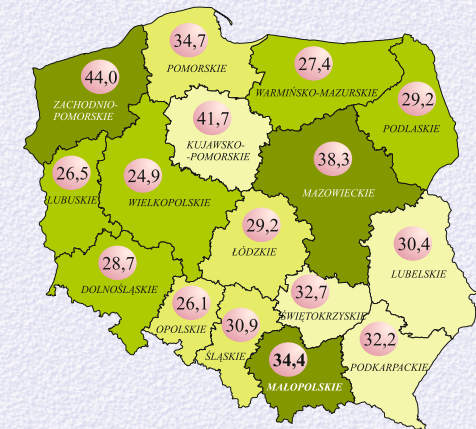 34,7
POMORSKIE
27,4
WARMIŃSKO-MAZURSKIE
44,0
ZACHODNIO-
POMORSKIE
29,2
PODLASKIE
41,7
KUJAWSKO-
-POMORSKIE
38,3
MAZOWIECKIE
26,5
LUBUSKIE
24,9
WIELKOPOLSKIE
29,2
ŁÓDZKIE
30,4
LUBELSKIE
28,7
DOLNOŚLĄSKIE
26,1
OPOLSKIE
30,9
ŚLĄSKIE
32,7
ŚWIĘTOKRZYSKIE
34,4
MAŁOPOLSKIE
32,2
PODKARPACKIE